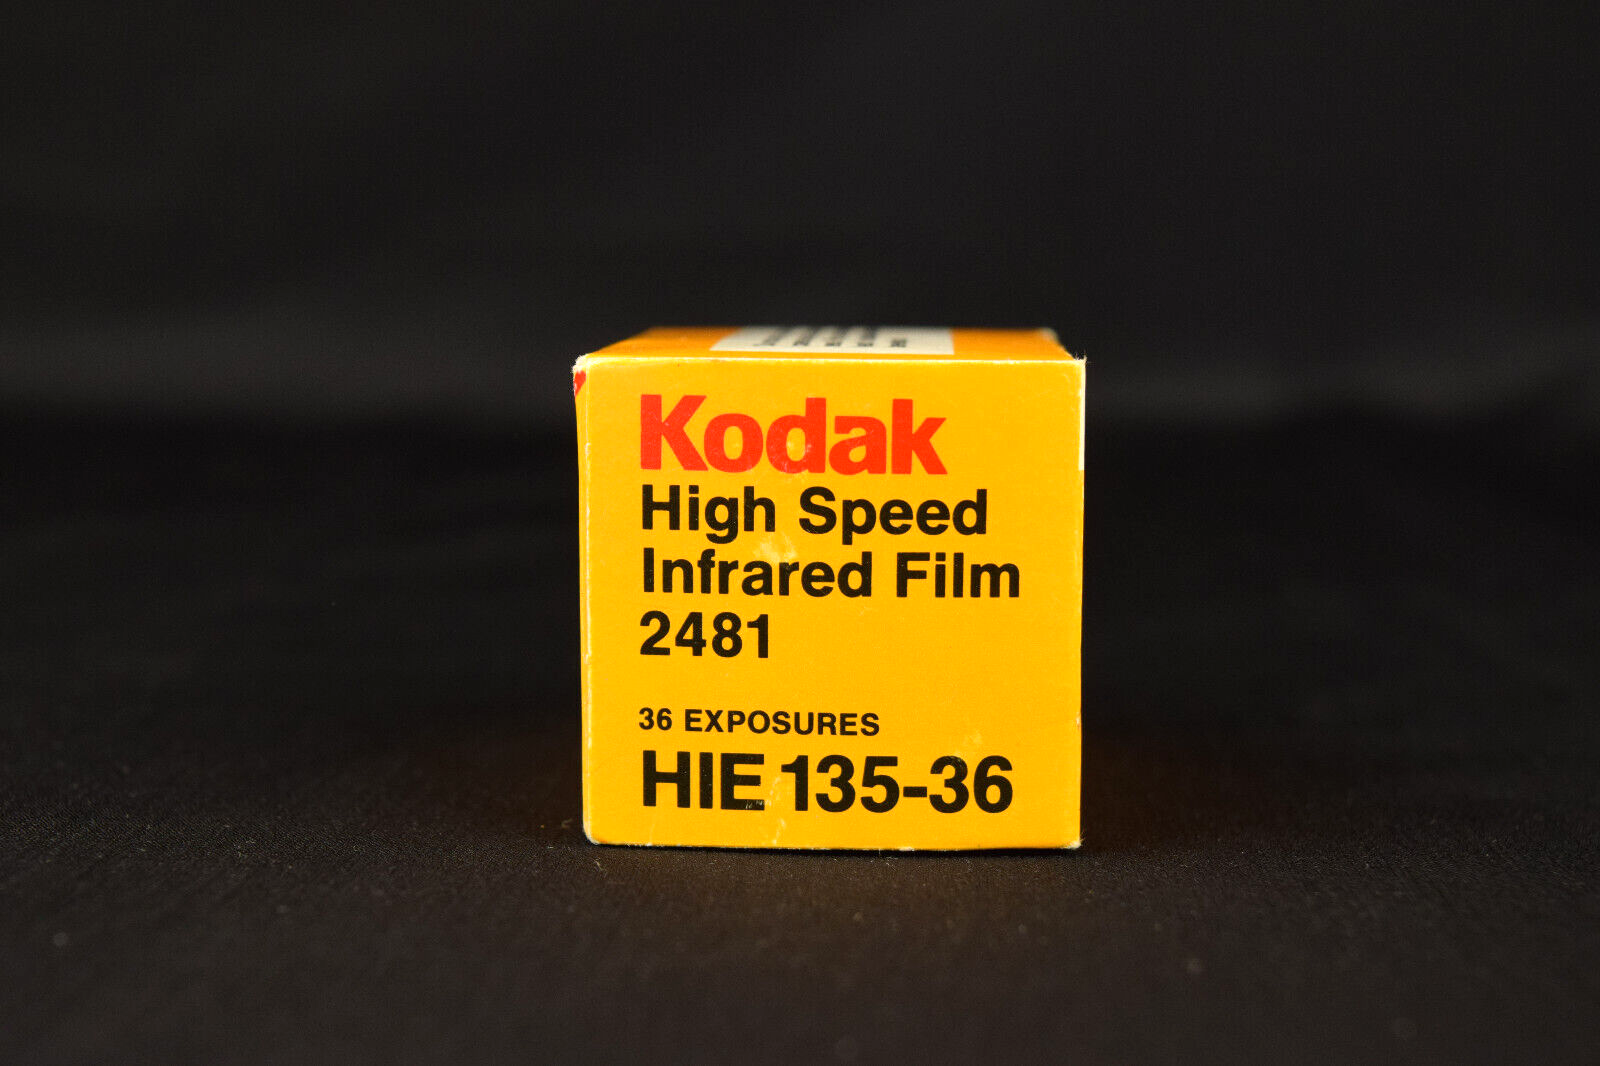 Kodak
High Speed
Infrared Film
2481
36 EXPOSURES
HIE 135-36